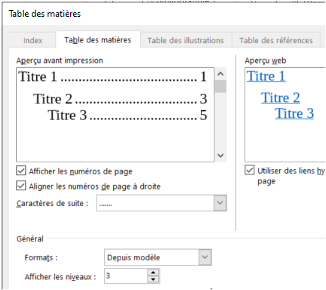 Table des matières
Index Table des matières Table des illustrations Table des références
Aperçu avant impression
Titre 1 .................................. 1
Titre 2 ............................... 3
Titre 3 ........................... 5
Aperçu web
Titre 1
Titre 2
Titre 3
Afficher les numéros de page
Aligner les numéros de page à droite
Caractères de suite : .......
Utiliser des liens hy
page
Général
Formats : Depuis modèle
Afficher les niveaux : 3